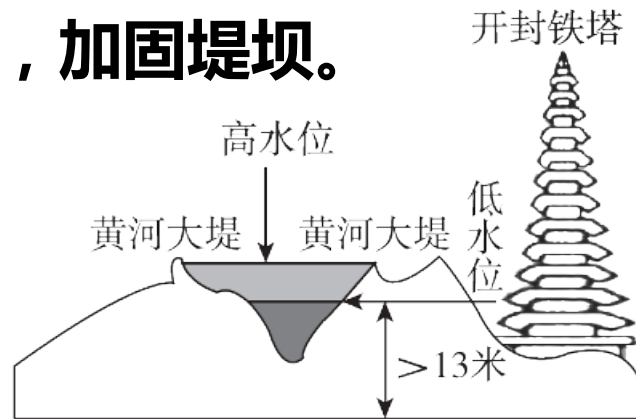 ，加固堤坝。
开封铁塔
高水位
黄河大堤
黄河大堤
低水位
＞13米